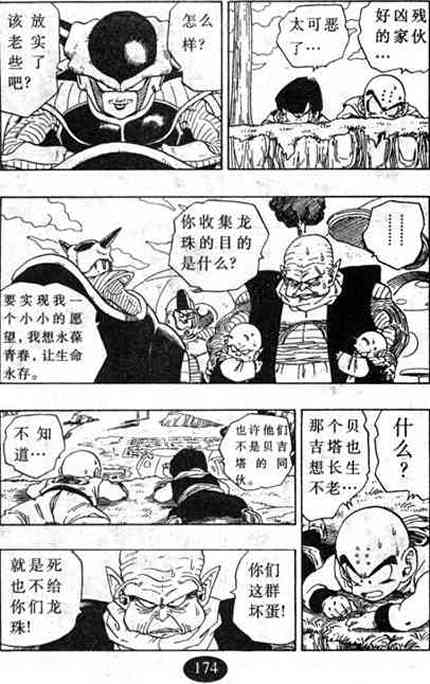 好凶残
的家伙
太可恶
了…
怎么
样？
该放
老实
些了
吧？
……
你收集龙
珠的目的
是什么？
要实现我一
个小小的愿
望，我想永葆
青春，让生命
永存。
什
么
？
那个贝
吉塔也
想长生
不老…
也许他们
不是贝吉
塔的同
伙。
不知
道…
你们
这群
坏蛋！
就是死
也不给
你们龙
珠！
174